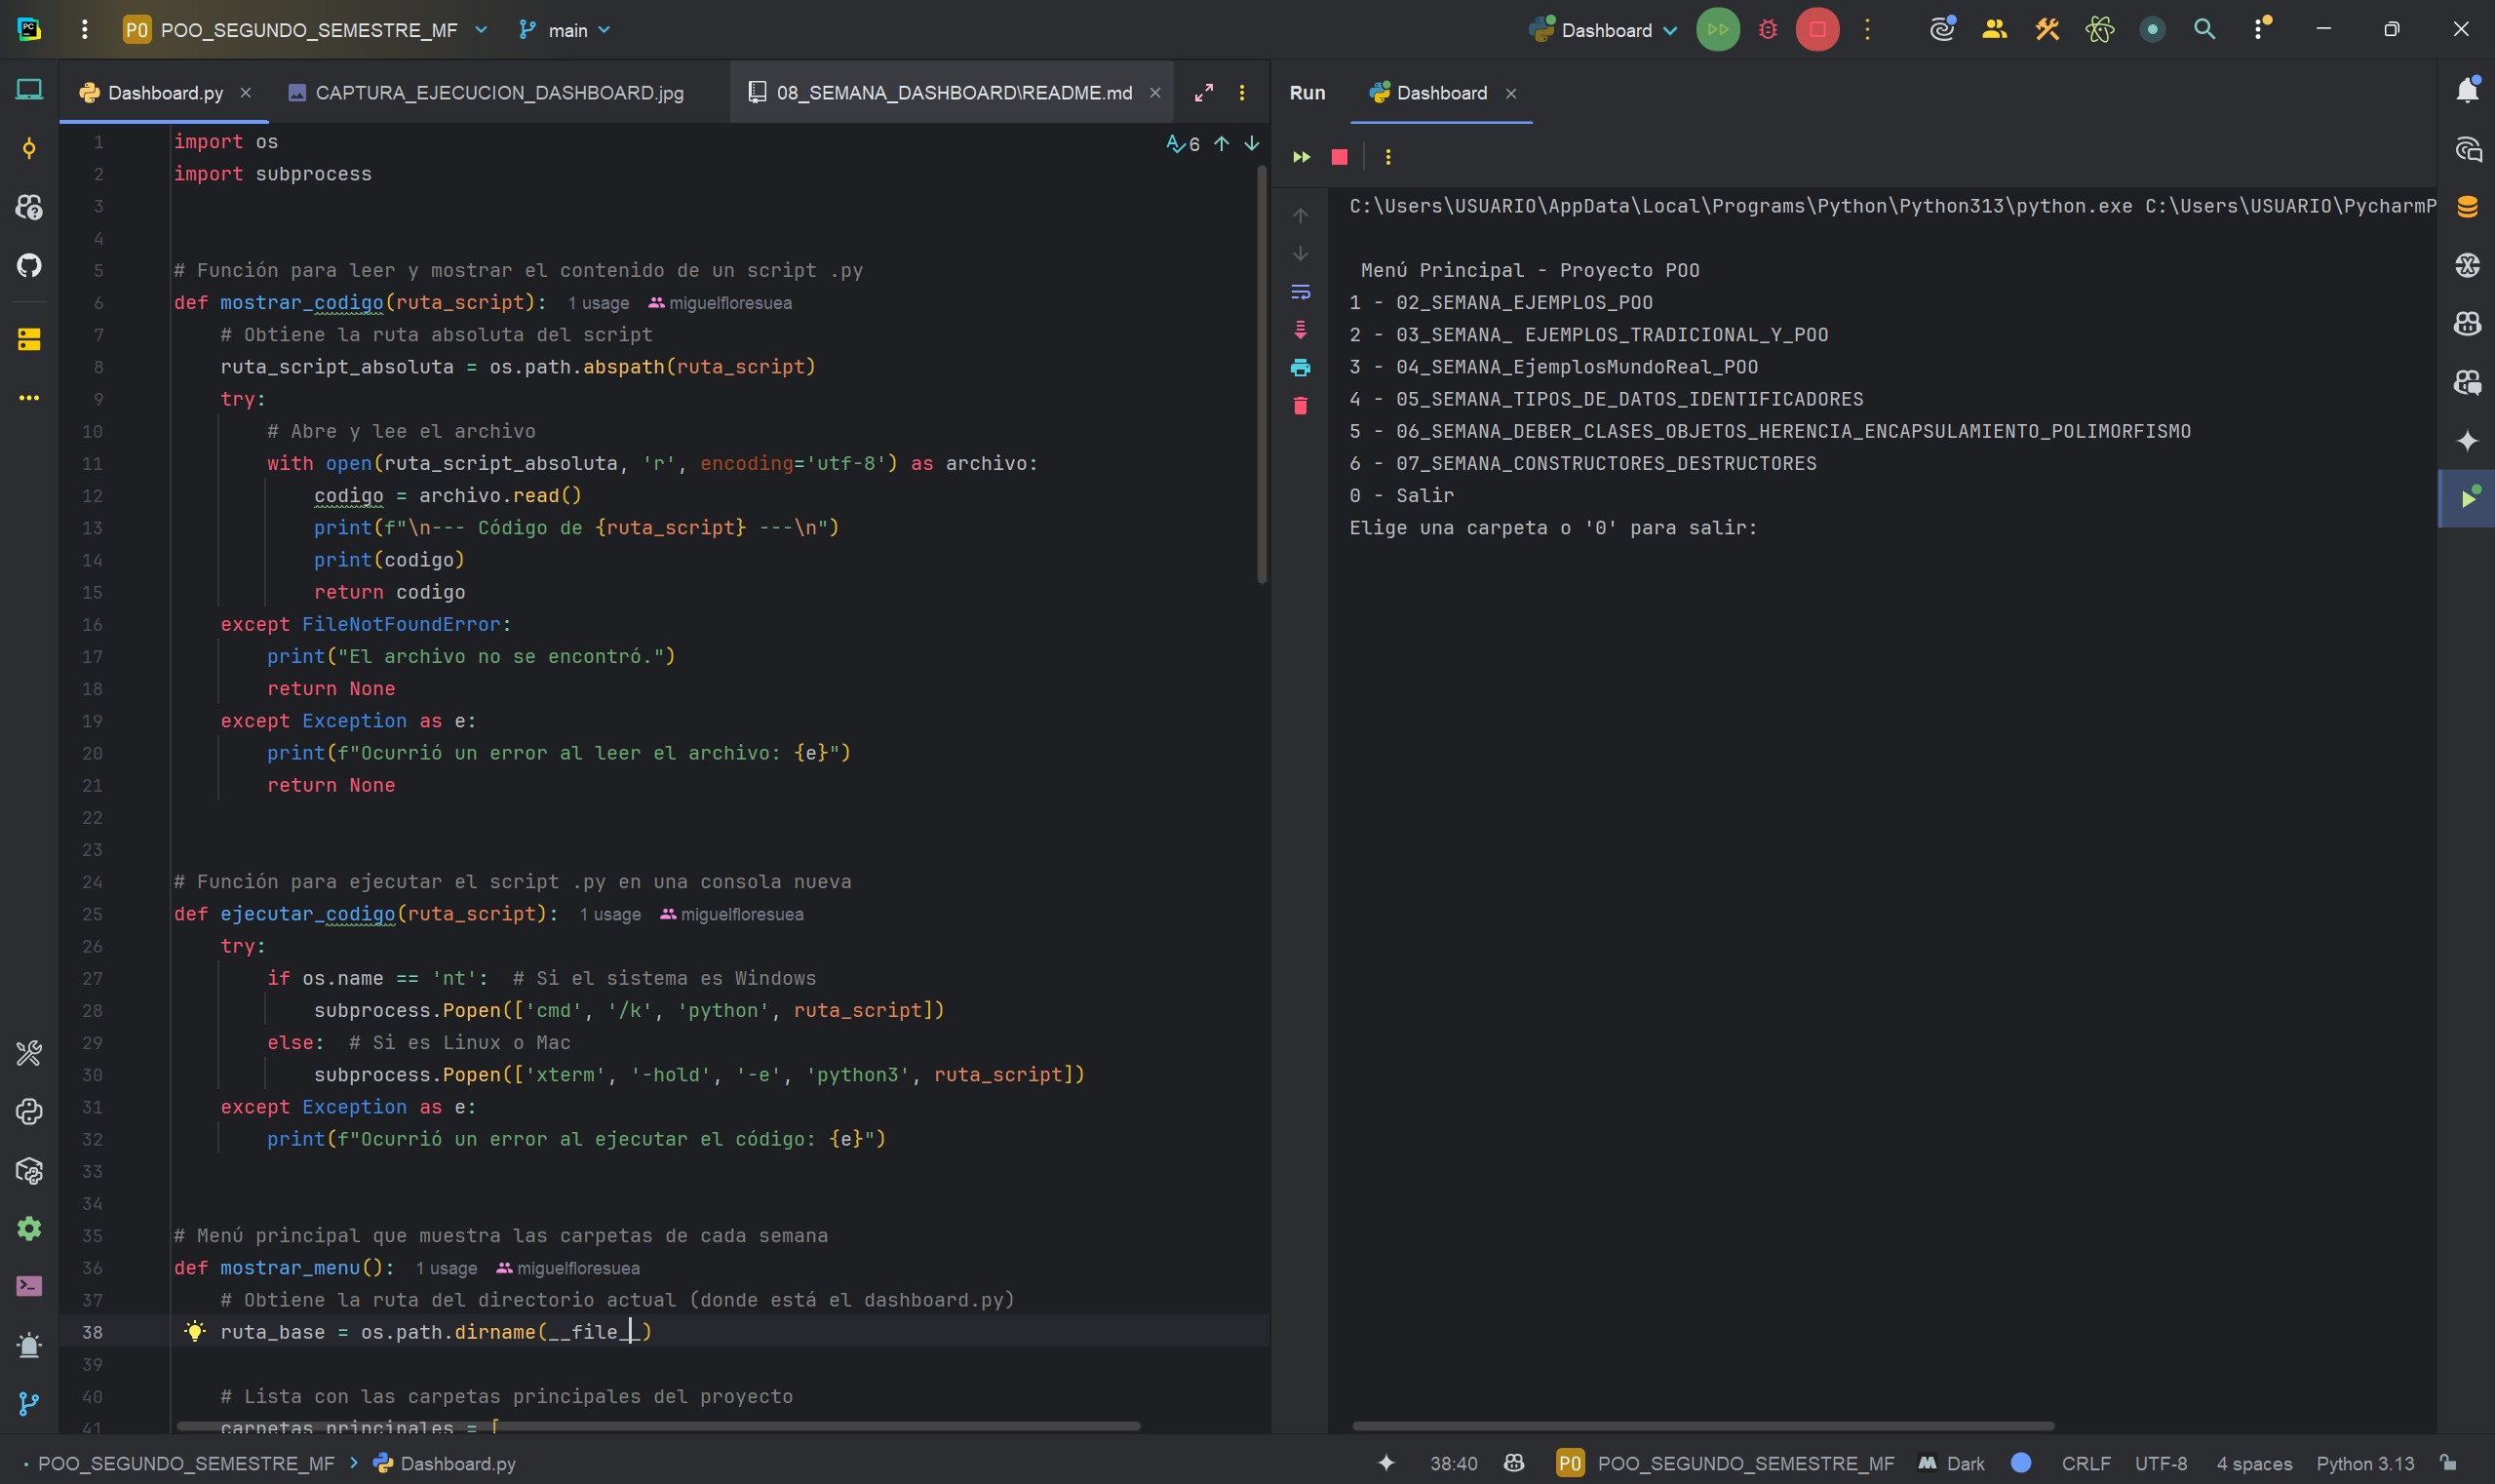 PO POO_SEGUNDO_SEMESTRE_MF main Dashboard
Dashboard.py CAPTURA_EJECUCION_DASHBOARD.jpg 08_SEMANA_DASHBOARD\README.md
6
1 import os
2 import subprocess
3
4
5 # Función para leer y mostrar el contenido de un script .py
6 def mostrar_codigo(ruta_script): 1 usage miguelfloresuea
7 # Obtiene la ruta absoluta del script
8 ruta_script_absoluta = os.path.abspath(ruta_script)
9 try:
10 # Abre y lee el archivo
11 with open(ruta_script_absoluta, 'r', encoding='utf-8') as archivo:
12 codigo = archivo.read()
13 print(f"\n--- Código de {ruta_script} ---\n")
14 print(codigo)
15 return codigo
16 except FileNotFoundError:
17 print("El archivo no se encontró.")
18 return None
19 except Exception as e:
20 print(f"Ocurrió un error al leer el archivo: {e}")
21 return None
22
23
24 # Función para ejecutar el script .py en una consola nueva
25 def ejecutar_codigo(ruta_script): 1 usage miguelfloresuea
26 try:
27 if os.name == 'nt': # Si el sistema es Windows
28 subprocess.Popen(['cmd', '/k', 'python', ruta_script])
29 else: # Si es Linux o Mac
30 subprocess.Popen(['xterm', '-hold', '-e', 'python3', ruta_script])
31 except Exception as e:
32 print(f"Ocurrió un error al ejecutar el código: {e}")
33
34
35 # Menú principal que muestra las carpetas de cada semana
36 def mostrar_menu(): 1 usage miguelfloresuea
37 # Obtiene la ruta del directorio actual (donde está el dashboard.py)
38 ruta_base = os.path.dirname(__file__)
39
40 # Lista con las carpetas principales del proyecto
41 carpetas_principales = [
Run Dashboard
C:\Users\USUARIO\AppData\Local\Programs\Python\Python313\python.exe C:\Users\USUARIO\PycharmP
Menú Principal - Proyecto POO
1 - 02_SEMANA_EJEMPLOS_POO
2 - 03_SEMANA_ EJEMPLOS_TRADICIONAL_Y_POO
3 - 04_SEMANA_EjemplosMundoReal_POO
4 - 05_SEMANA_TIPOS_DE_DATOS_IDENTIFICADORES
5 - 06_SEMANA_DEBER_CLASES_OBJETOS_HERENCIA_ENCAPSULAMIENTO_POLIMORFISMO
6 - 07_SEMANA_CONSTRUCTORES_DESTRUCTORES
0 - Salir
Elige una carpeta o '0' para salir:
POO_SEGUNDO_SEMESTRE_MF > Dashboard.py 38:40 PO POO_SEGUNDO_SEMESTRE_MF Dark CRLF UTF-8 4 spaces Python 3.13